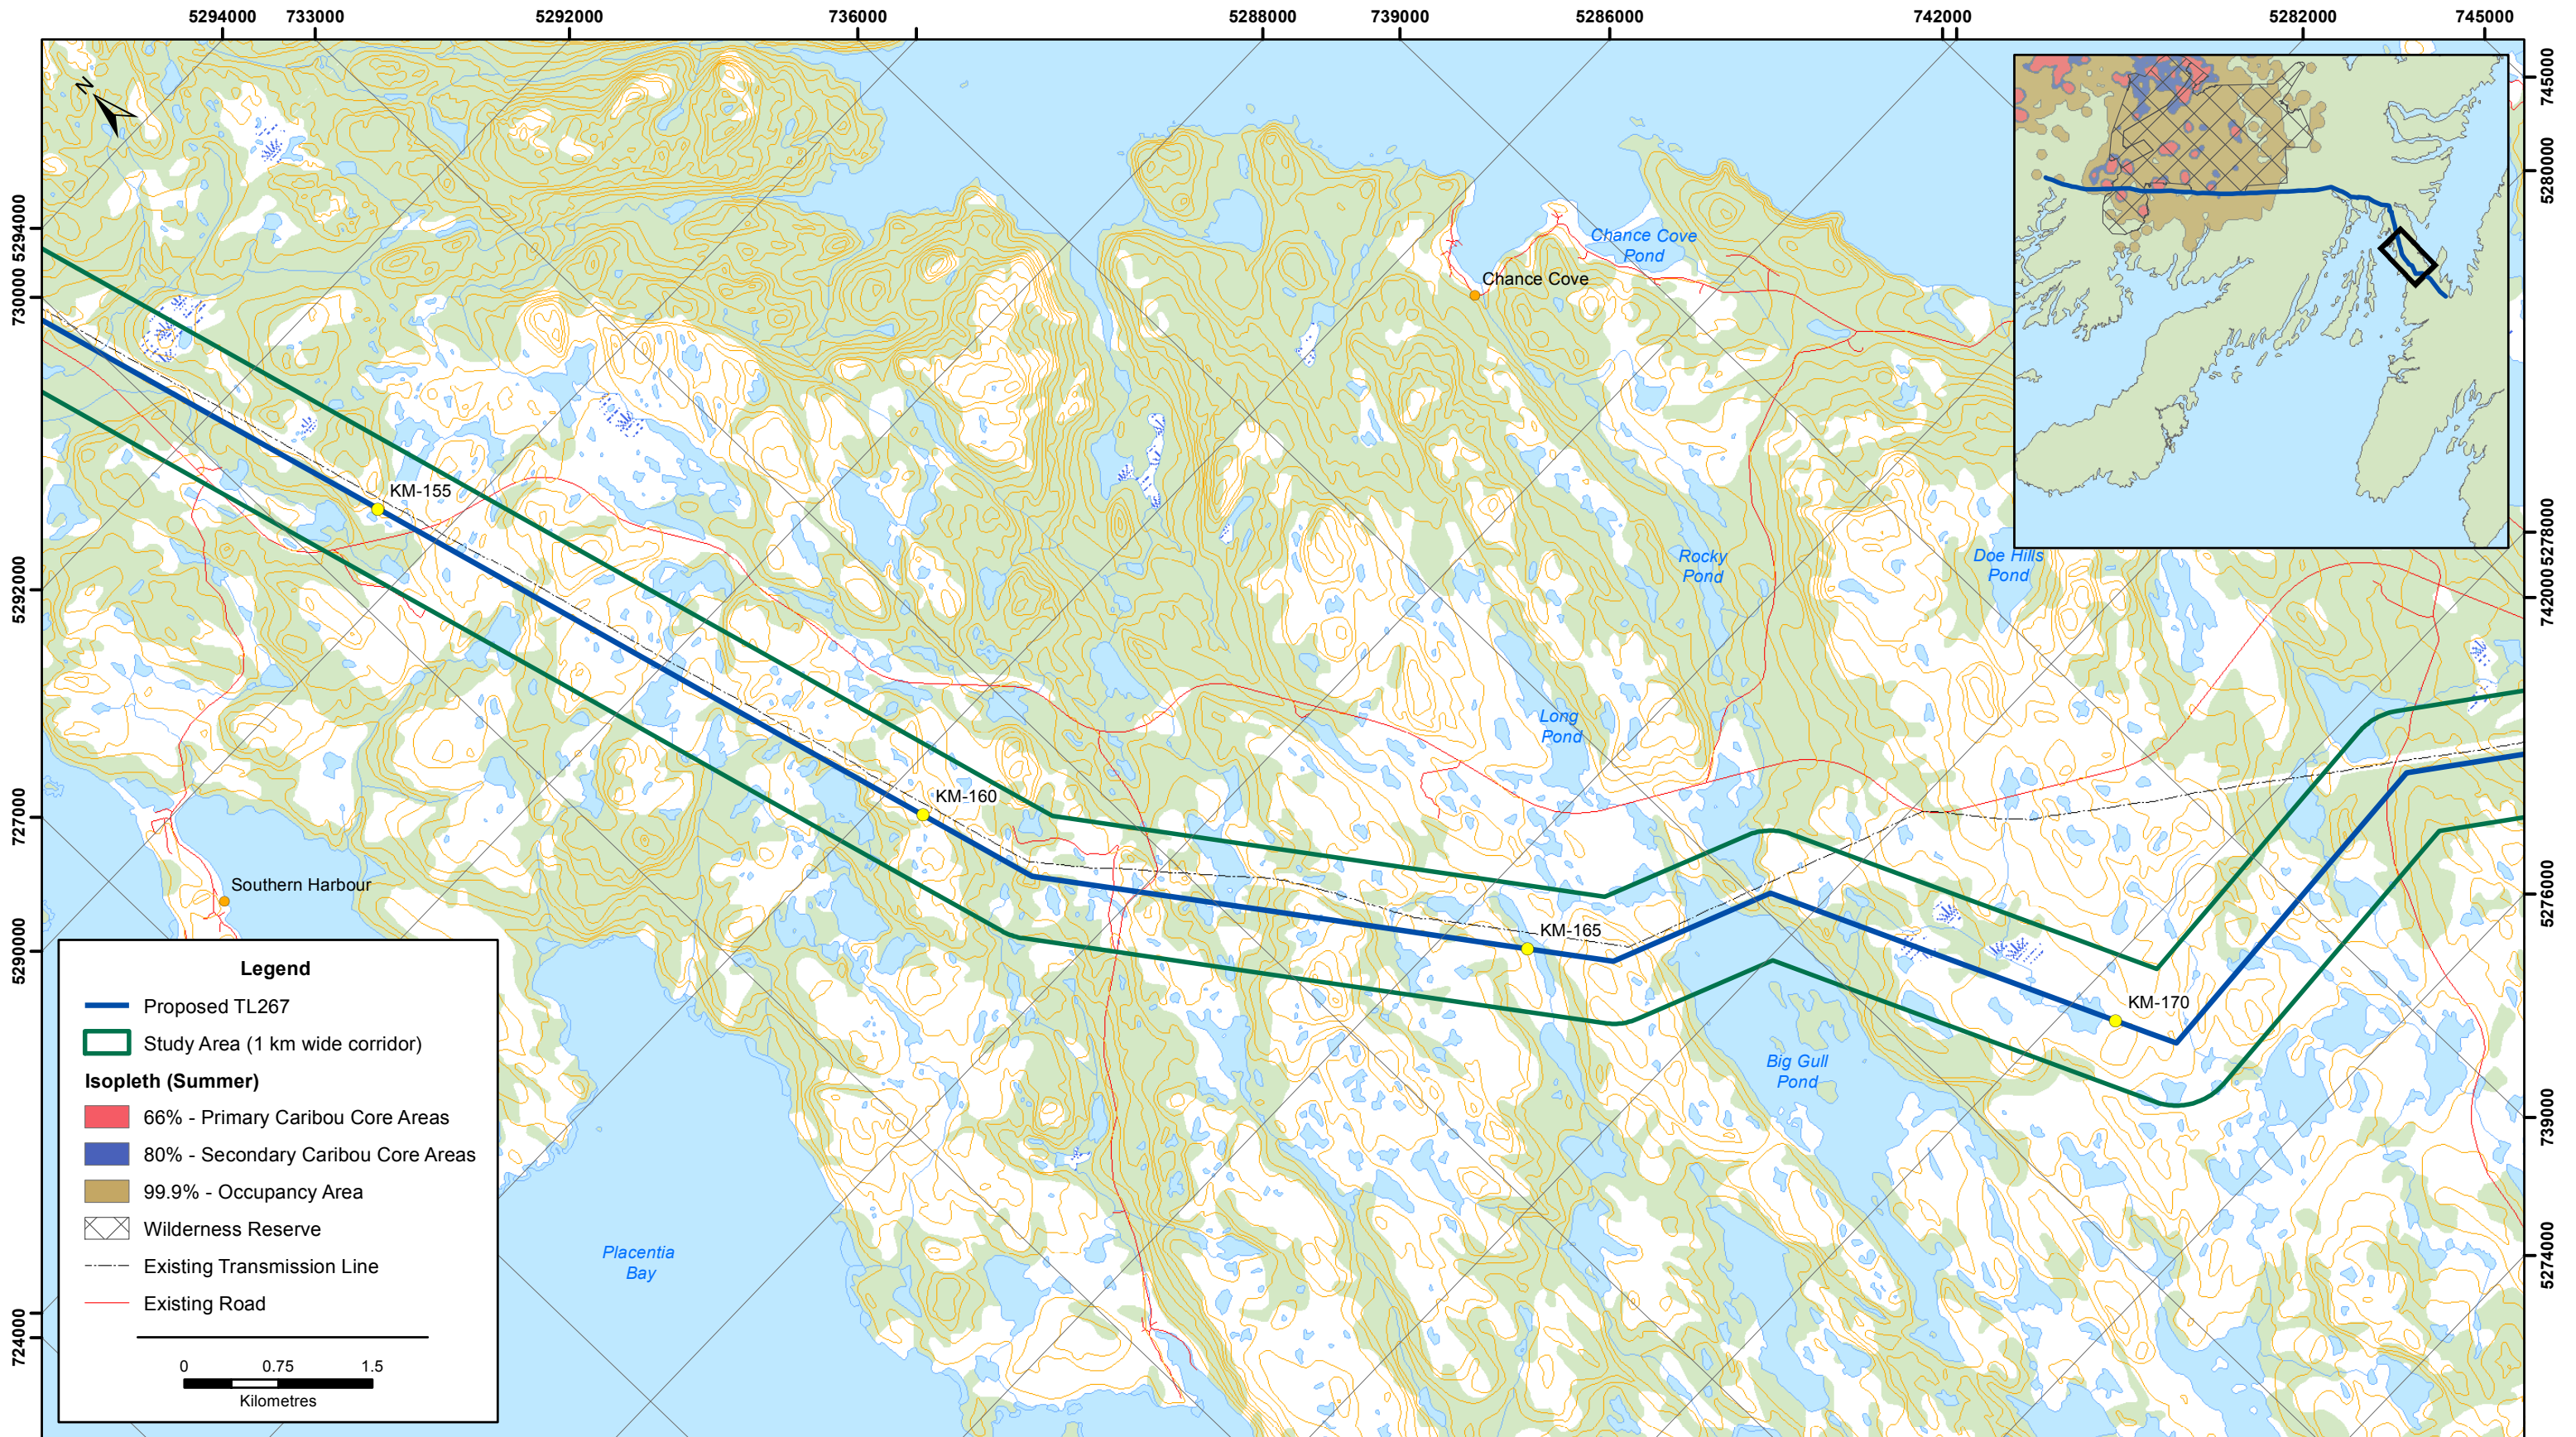 5294000 733000 5292000 736000 5288000 739000 5286000 742000 5282000 745000
N
5294000
730000
5292000
727000
5290000
724000
745000
5280000
5278000
742000
5276000
739000
5274000
Chance Cove
Pond
Chance Cove
KM-155
Rocky
Pond
Doe Hills
Pond
Long
Pond
KM-160
Southern Harbour
KM-165
KM-170
Big Gull
Pond
Placentia
Bay
Legend
Proposed TL267
Study Area (1 km wide corridor)
Isopleth (Summer)
66% - Primary Caribou Core Areas
80% - Secondary Caribou Core Areas
99.9% - Occupancy Area
Wilderness Reserve
Existing Transmission Line
Existing Road
0 0.75 1.5
Kilometres